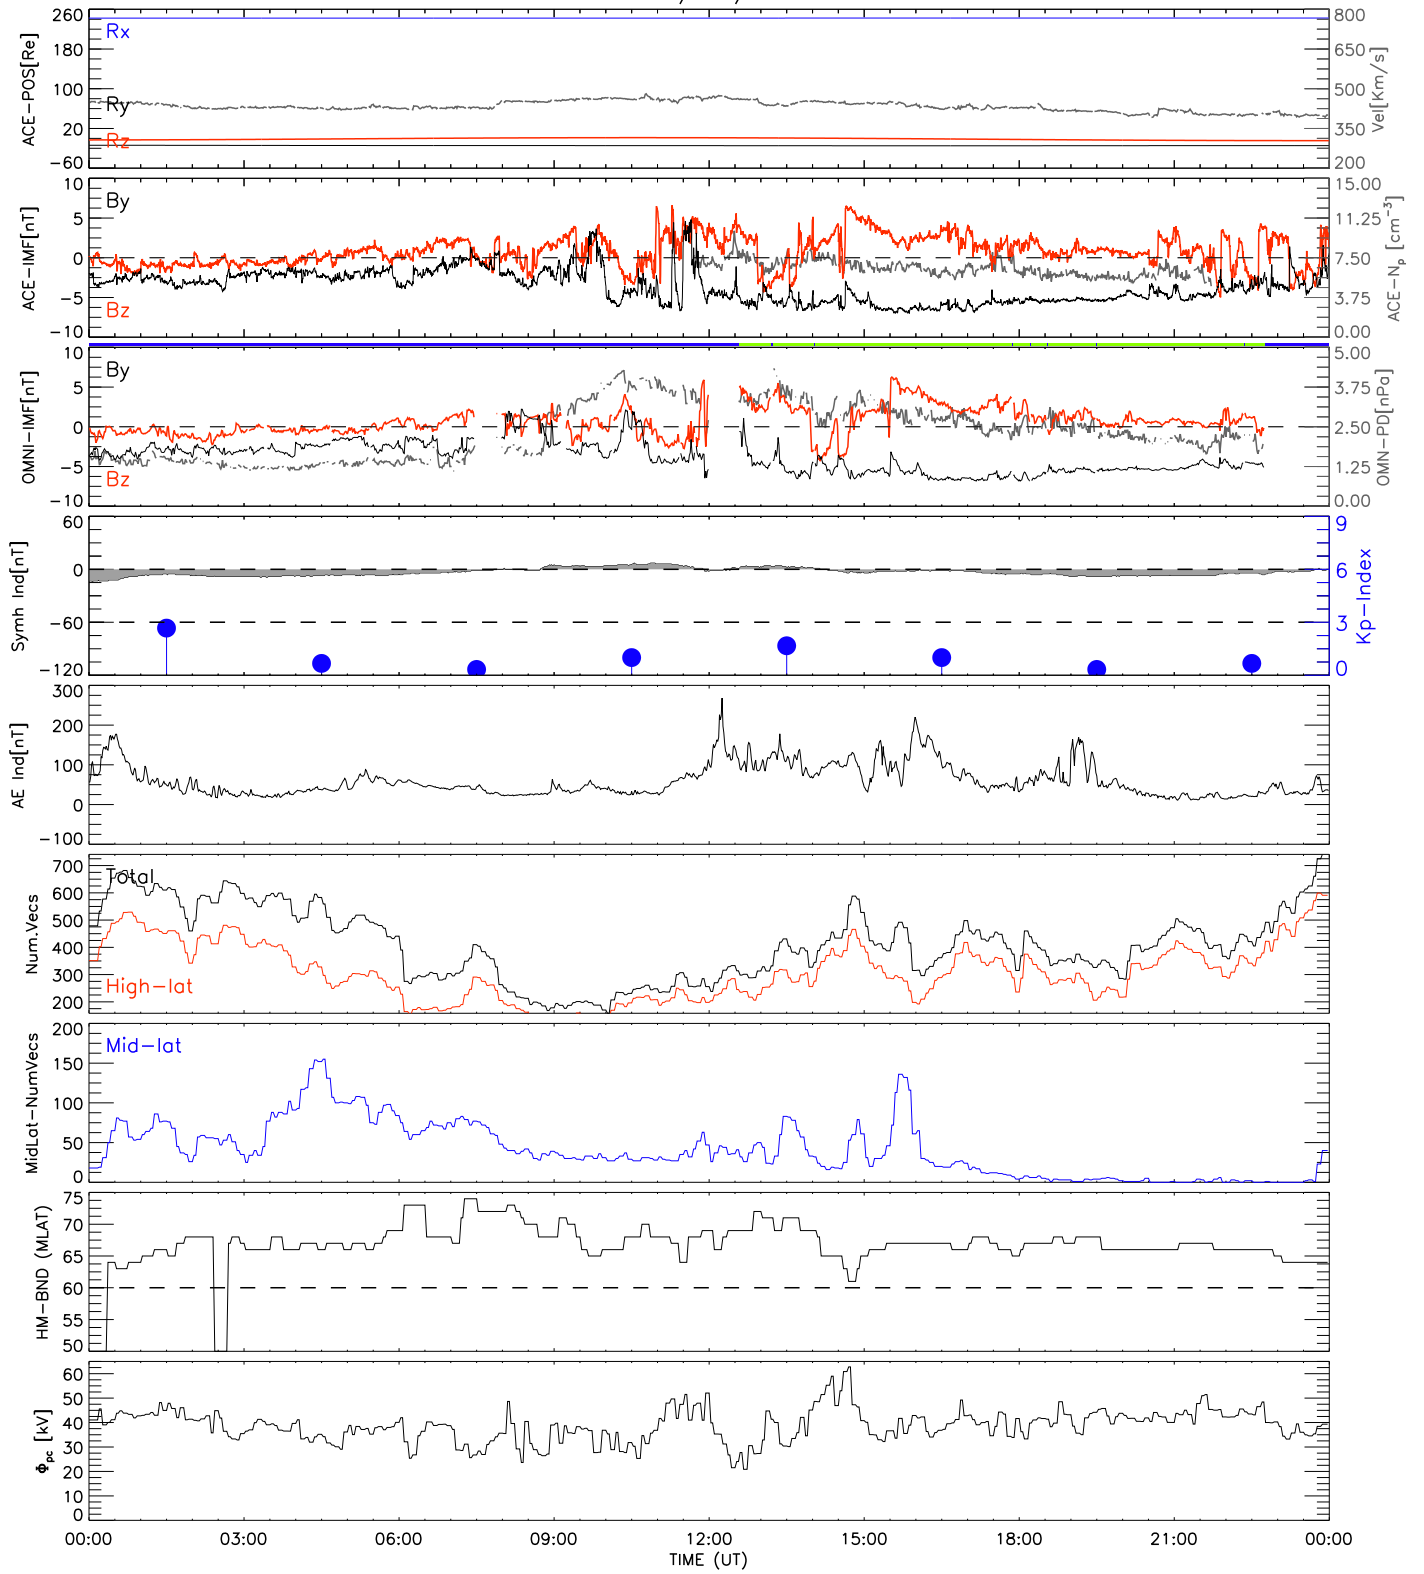 260
180
100
20
−60
ACE−POS[Re]
Rx
Ry
Rz
800
650
500
350
200
Vel[Km/s]
10
5
0
−5
−10
ACE−IMF[nT]
By
Bz
15.00
11.25
7.50
3.75
0.00
ACE−Np [cm−3]
10
5
0
−5
−10
OMNI−IMF[nT]
By
Bz
5.00
3.75
2.50
1.25
0.00
OMN−PD[nPa]
60
0
−60
−120
Symh Ind[nT]
9
6
3
0
Kp−Index
300
200
100
0
−100
AE Ind[nT]
700
600
500
400
300
200
Num.Vecs
Total
High−lat
200
150
100
50
0
MidLat−NumVecs
Mid−lat
75
70
65
60
55
50
HM−BND (MLAT)
60
50
40
30
20
10
0
Φpc [kV]
00:00 03:00 06:00 09:00 12:00 15:00 18:00 21:00 00:00
TIME (UT)